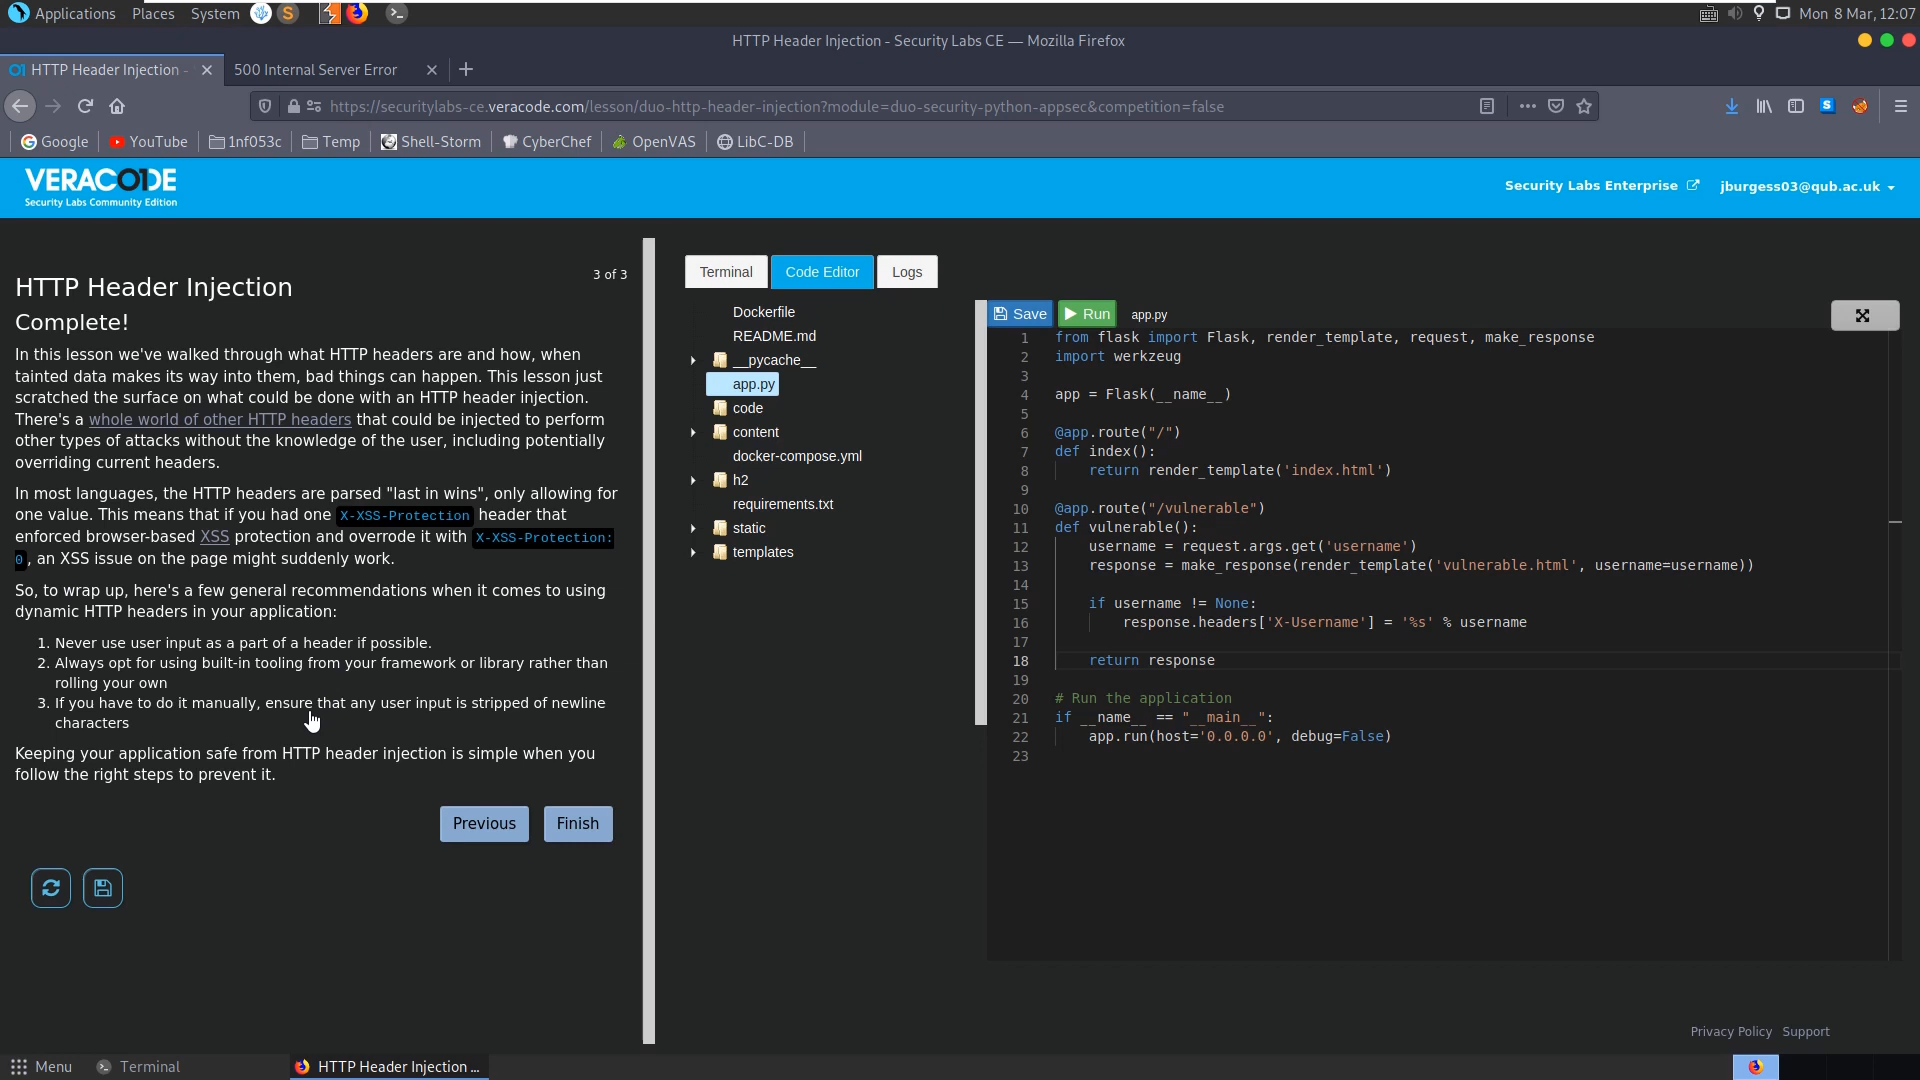 Applications Places System Mon 8 Mar, 12:07
HTTP Header Injection - Security Labs CE — Mozilla Firefox
HTTP Header Injection - 500 Internal Server Error
https://securitylabs-ce.veracode.com/lesson/duo-http-header-injection?module=duo-security-python-appsec&competition=false
Google YouTube 1nf053c Temp Shell-Storm CyberChef OpenVAS LibC-DB
VERACODE
Security Labs Community Edition
Security Labs Enterprise jburgess03@qub.ac.uk
3 of 3
HTTP Header Injection
Complete!
In this lesson we've walked through what HTTP headers are and how, when
tainted data makes its way into them, bad things can happen. This lesson just
scratched the surface on what could be done with an HTTP header injection.
There's a whole world of other HTTP headers that could be injected to perform
other types of attacks without the knowledge of the user, including potentially
overriding current headers.
In most languages, the HTTP headers are parsed "last in wins", only allowing for
one value. This means that if you had one X-XSS-Protection header that
enforced browser-based XSS protection and overrode it with X-XSS-Protection:
0, an XSS issue on the page might suddenly work.
So, to wrap up, here's a few general recommendations when it comes to using
dynamic HTTP headers in your application:
1. Never use user input as a part of a header if possible.
2. Always opt for using built-in tooling from your framework or library rather than
rolling your own
3. If you have to do it manually, ensure that any user input is stripped of newline
characters
Keeping your application safe from HTTP header injection is simple when you
follow the right steps to prevent it.
Previous Finish
Terminal Code Editor Logs
Dockerfile
README.md
__pycache__
app.py
code
content
docker-compose.yml
h2
requirements.txt
static
templates
Save Run app.py
1 from flask import Flask, render_template, request, make_response
2 import werkzeug
3
4 app = Flask(__name__)
5
6 @app.route("/")
7 def index():
8 return render_template('index.html')
9
10 @app.route("/vulnerable")
11 def vulnerable():
12 username = request.args.get('username')
13 response = make_response(render_template('vulnerable.html', username=username))
14
15 if username != None:
16 response.headers['X-Username'] = '%s' % username
17
18 return response
19
20 # Run the application
21 if __name__ == "__main__":
22 app.run(host='0.0.0.0', debug=False)
23
Privacy Policy Support
Menu Terminal HTTP Header Injection ...